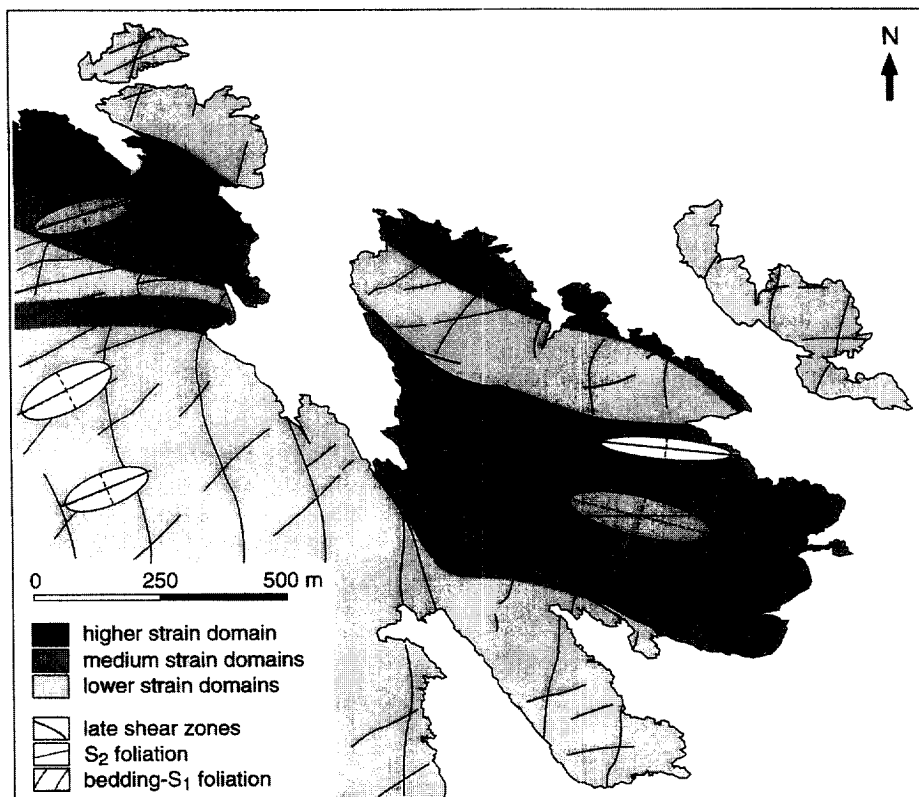 N
0 250 500 m
higher strain domain
medium strain domains
lower strain domains
late shear zones
S2 foliation
bedding-S1 foliation